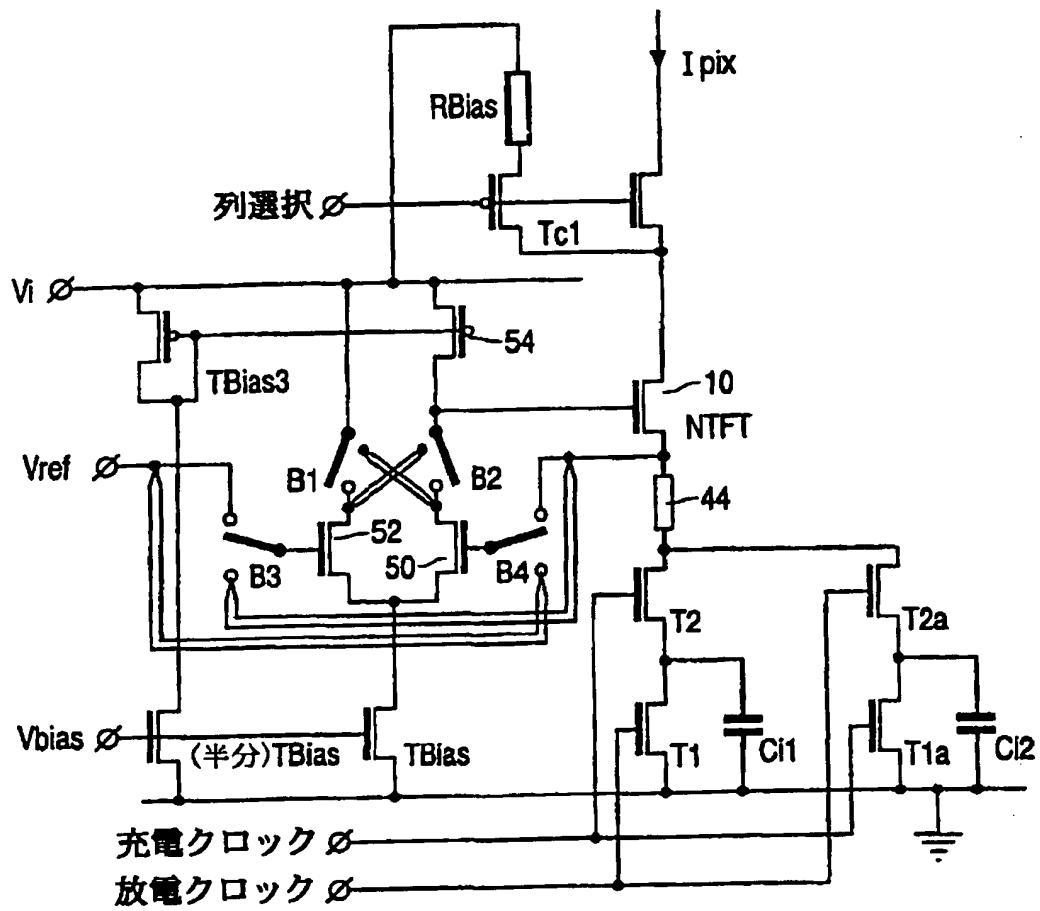 I pix
RBias
列選択
Tc1
Vi
54
TBias3
10
NTFT
Vref
B1
B2
44
52
50
B3
B4
T2
T2a
Vbias
(半分)TBias
TBias
T1
Ci1
T1a
Ci2
充電クロック
放電クロック